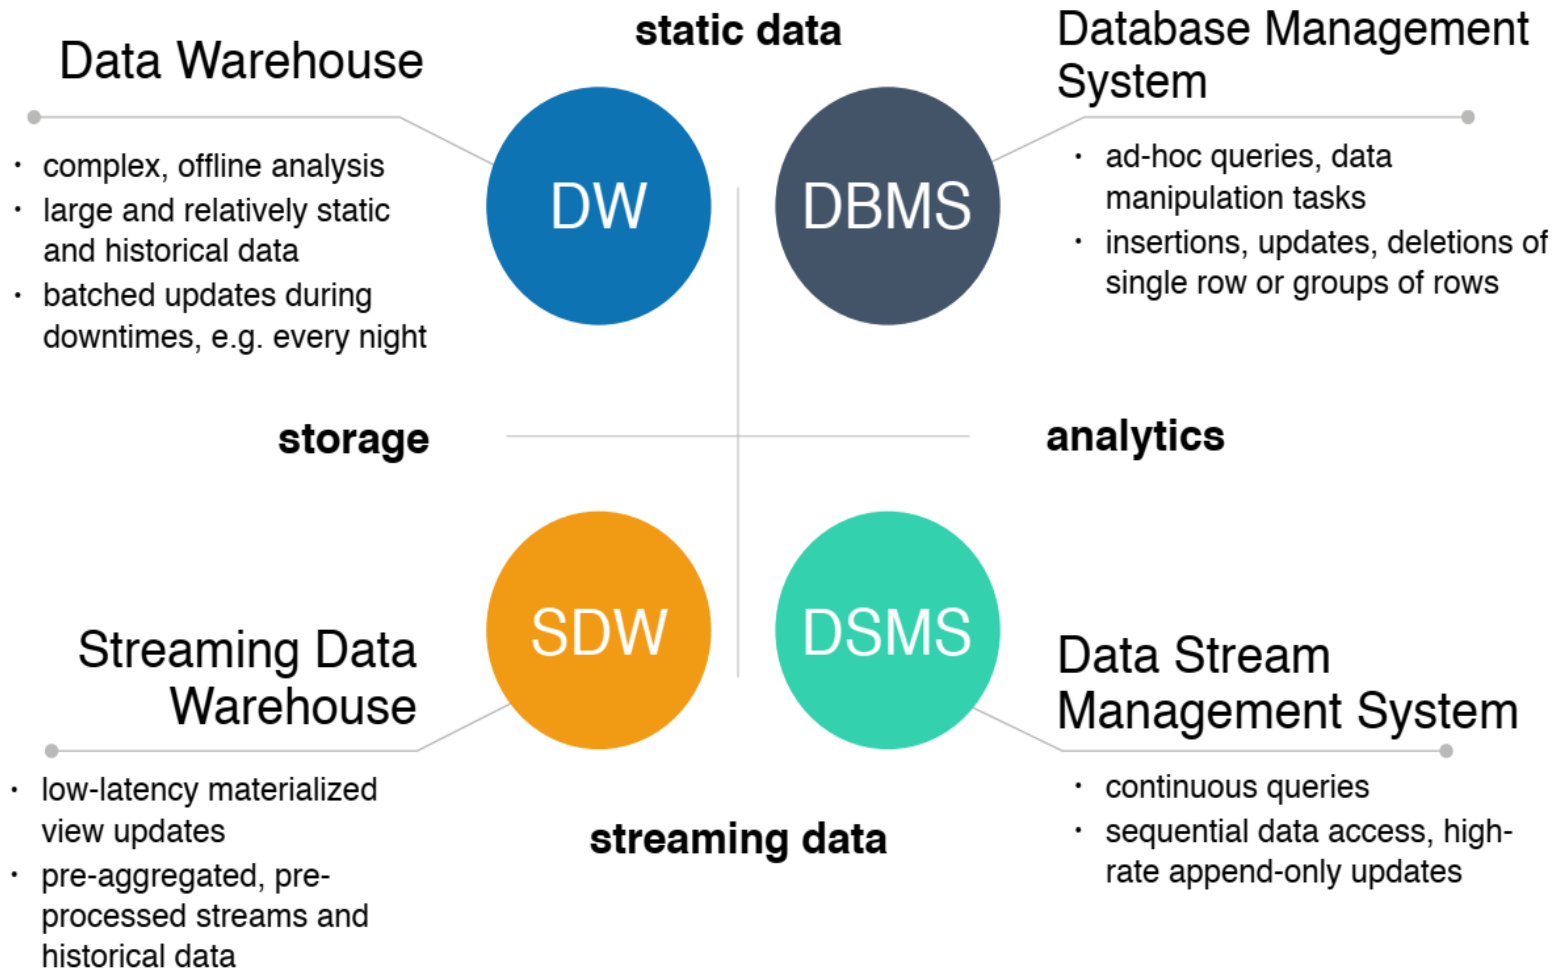 static data
Data Warehouse
• complex, offline analysis
• large and relatively static
and historical data
• batched updates during
downtimes, e.g. every night
DW
DBMS
Database Management
System
• ad-hoc queries, data
manipulation tasks
• insertions, updates, deletions of
single row or groups of rows
storage
analytics
Streaming Data
Warehouse
• low-latency materialized
view updates
• pre-aggregated, pre-
processed streams and
historical data
SDW
DSMS
Data Stream
Management System
• continuous queries
• sequential data access, high-
rate append-only updates
streaming data